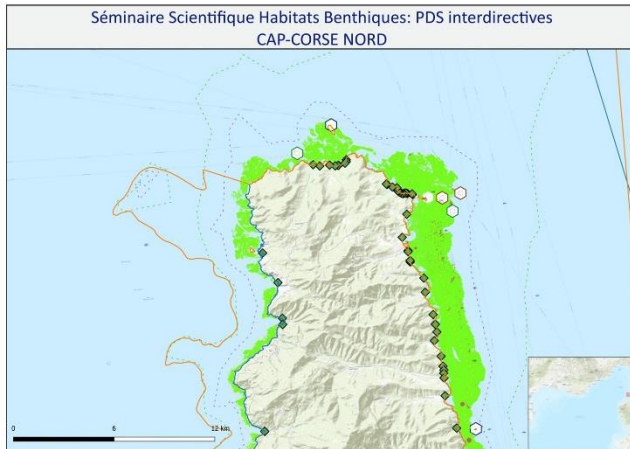 Séminaire Scientifique Habitats Benthiques: PDS interdirectives
CAP-CORSE NORD
0
6
12 km